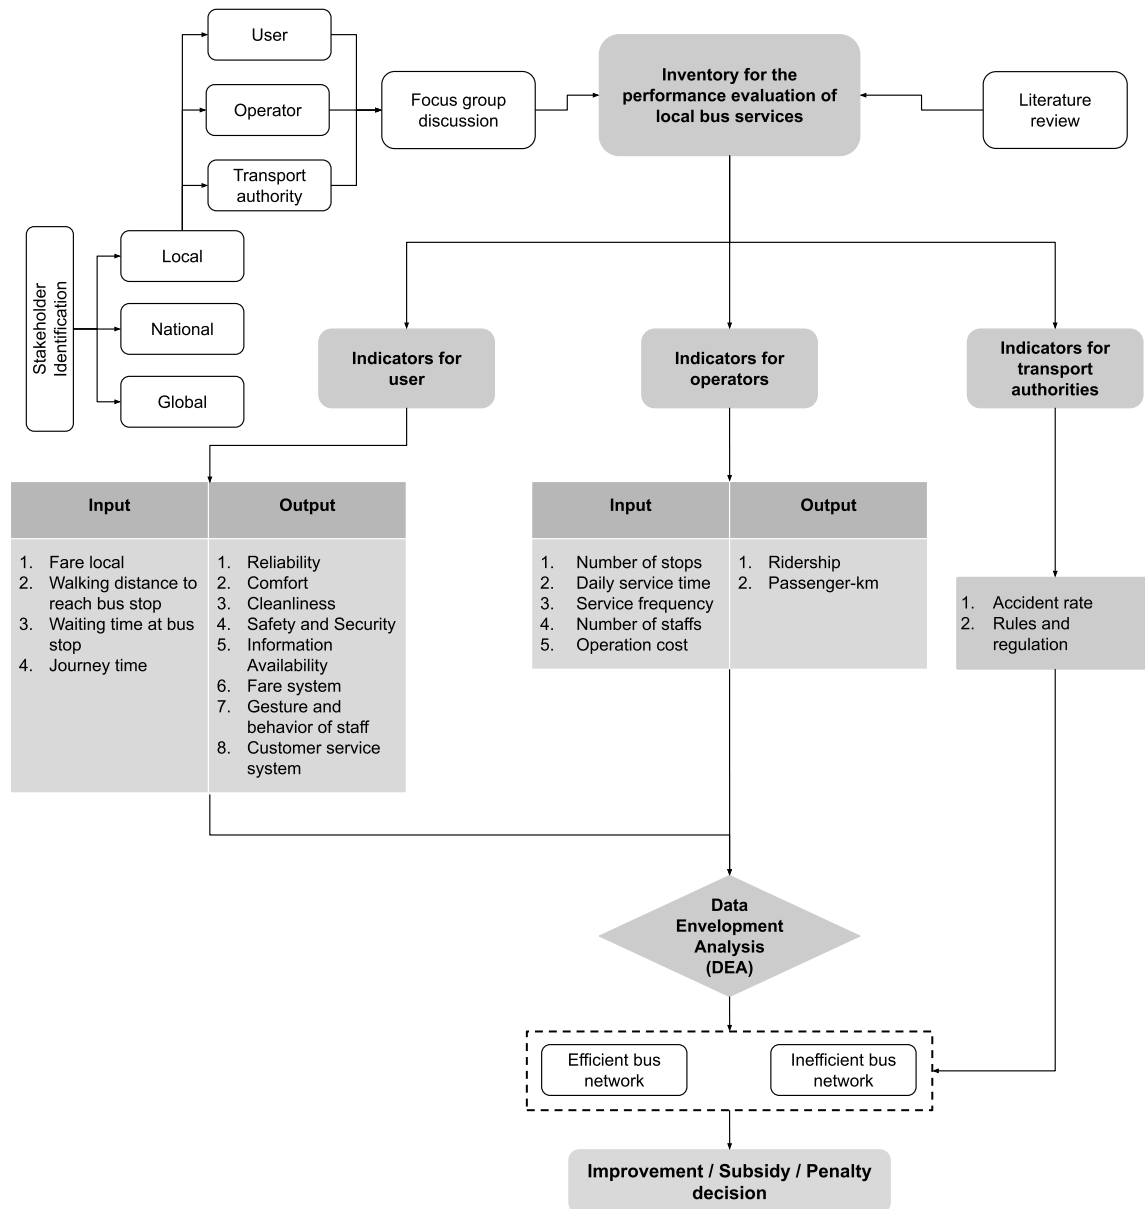 User
Operator
Transport
authority
Focus group
discussion
Inventory for the
performance evaluation of
local bus services
Literature
review
Stakeholder
Identification
Local
National
Global
Indicators for
user
Indicators for
operators
Indicators for
transport
authorities
Input
Output
1. Fare local
2. Walking distance to
reach bus stop
3. Waiting time at bus
stop
4. Journey time
1. Reliability
2. Comfort
3. Cleanliness
4. Safety and Security
5. Information
Availability
6. Fare system
7. Gesture and
behavior of staff
8. Customer service
system
Input
Output
1. Number of stops
2. Daily service time
3. Service frequency
4. Number of staffs
5. Operation cost
1. Ridership
2. Passenger-km
1. Accident rate
2. Rules and
regulation
Data
Envelopment
Analysis
(DEA)
Efficient bus
network
Inefficient bus
network
Improvement / Subsidy / Penalty
decision